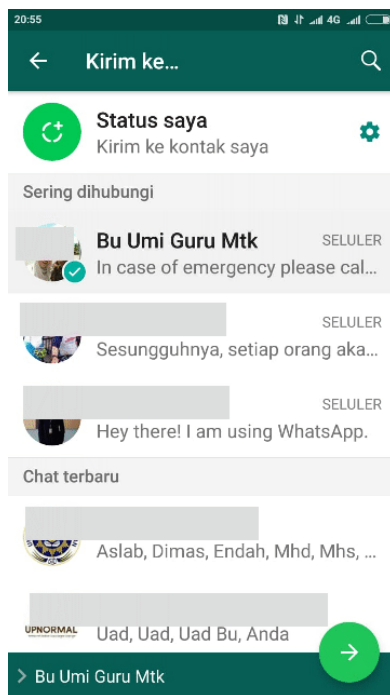 20:55
4G
Kirim ke...
Status saya
Kirim ke kontak saya
Sering dihubungi
Bu Umi Guru Mtk SELULER
In case of emergency please cal...
SELULER
Sesungguhnya, setiap orang aka...
SELULER
Hey there! I am using WhatsApp.
Chat terbaru
Aslab, Dimas, Endah, Mhd, Mhs, ...
UPNORMAL
Uad, Uad, Uad Bu, Anda
> Bu Umi Guru Mtk